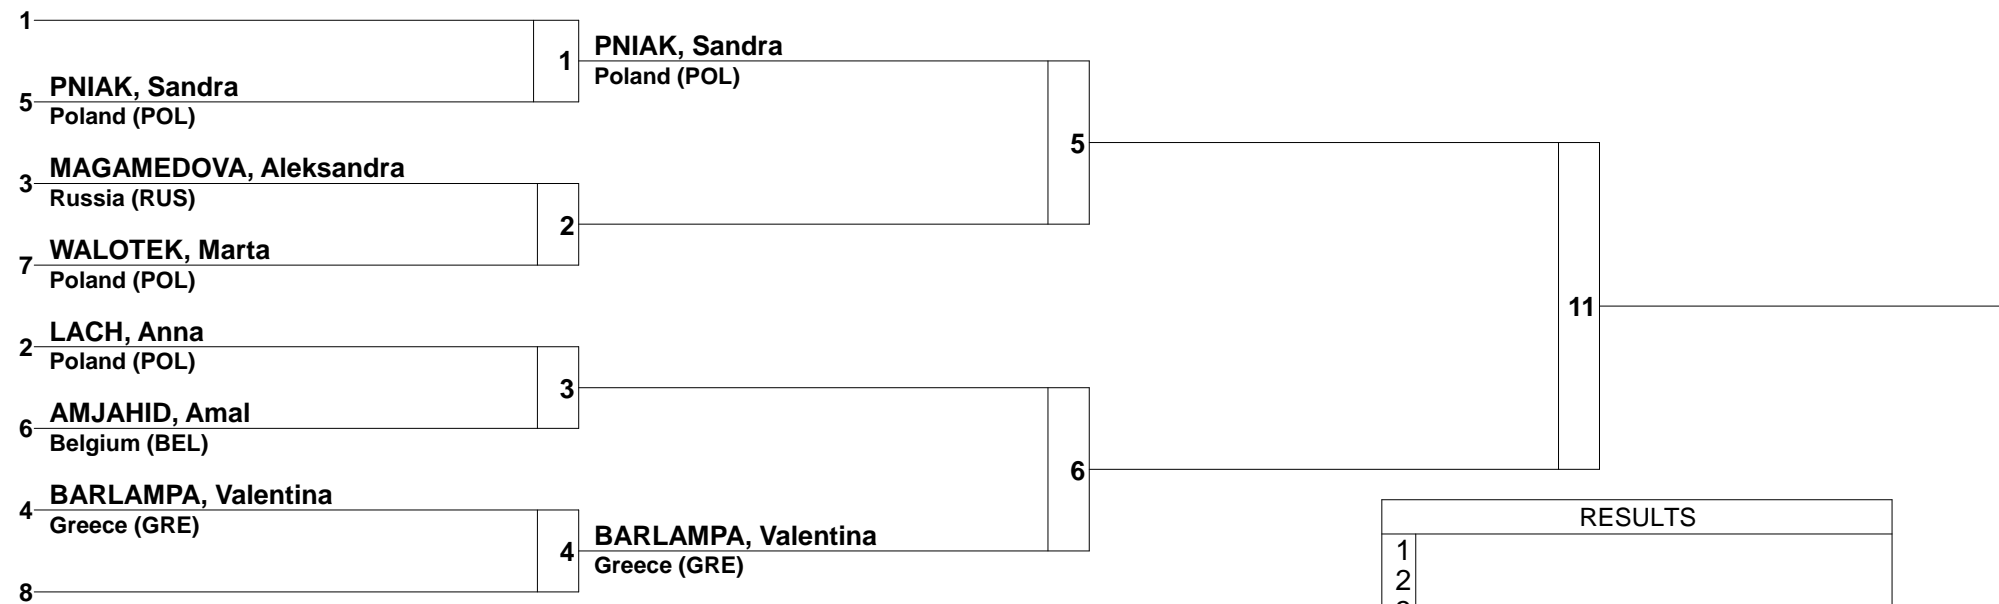 1
PNIAK, Sandra
1
PNIAK, Sandra
5
Poland (POL)
Poland (POL)
5
MAGAMEDOVA, Aleksandra
3
Russia (RUS)
2
WALOTEK, Marta
7
Poland (POL)
11
LACH, Anna
2
Poland (POL)
3
AMJAHID, Amal
6
Belgium (BEL)
6
BARLAMPA, Valentina
4
Greece (GRE)
RESULTS
BARLAMPA, Valentina
4
Greece (GRE)
1
2
8